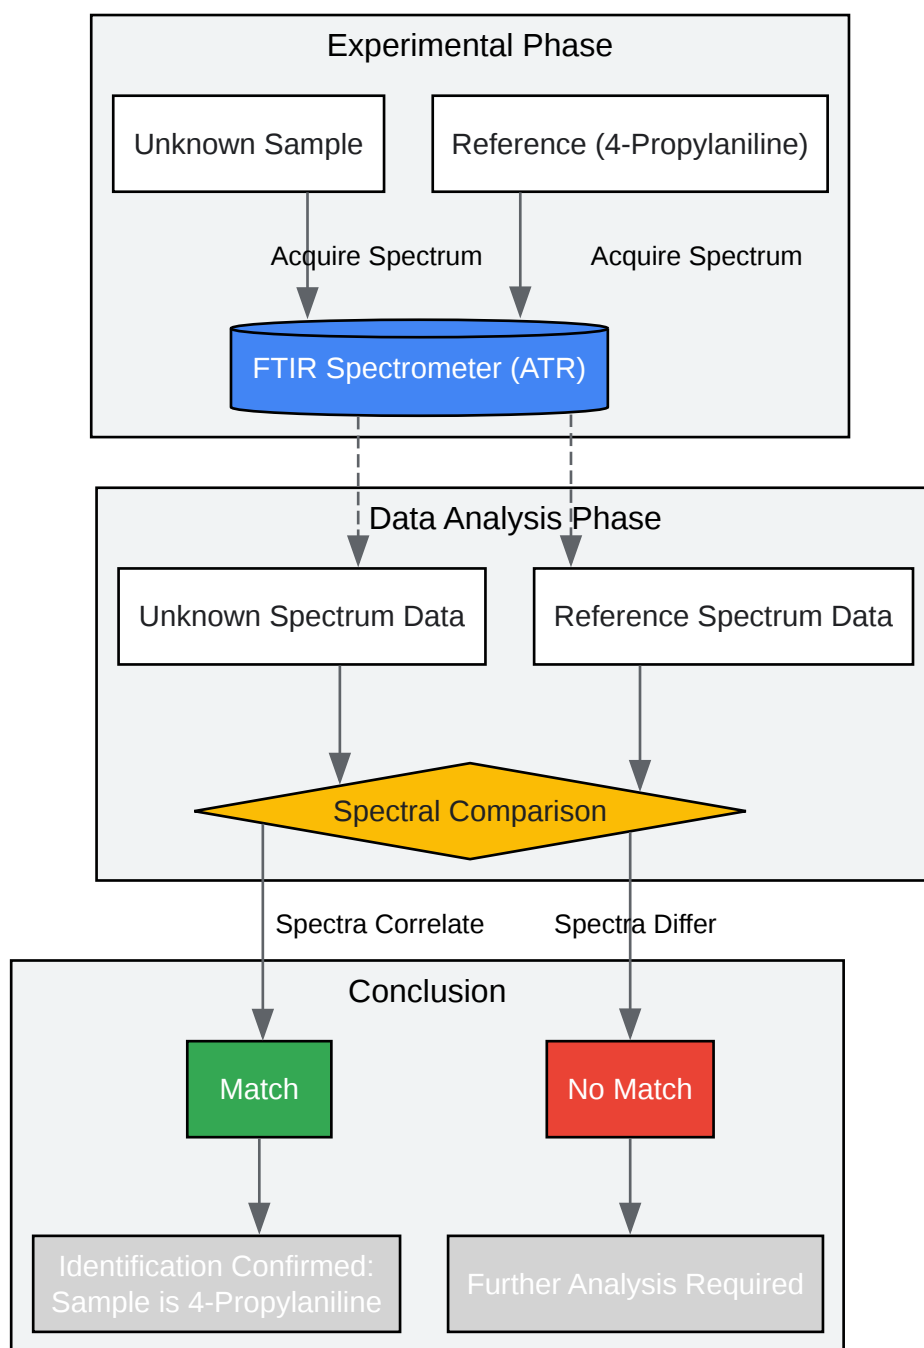 Experimental Phase
Unknown Sample
Reference (4-Propylaniline)
Acquire Spectrum
Acquire Spectrum
FTIR Spectrometer (ATR)
Data Analysis Phase
Unknown Spectrum Data
Reference Spectrum Data
Spectral Comparison
Spectra Correlate
Spectra Differ
Conclusion
Match
No Match
Identification Confirmed:
Sample is 4-Propylaniline
Further Analysis Required